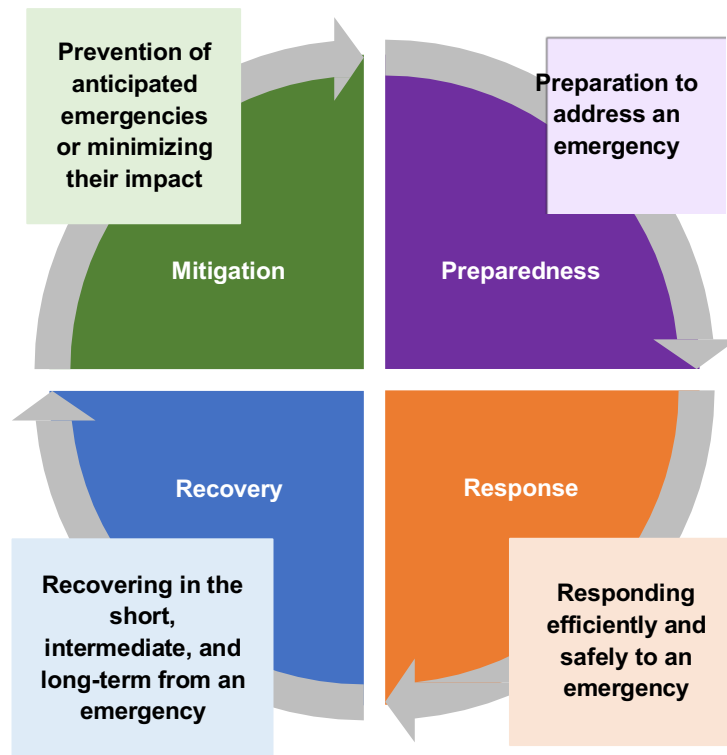 Prevention of
anticipated
emergencies
or minimizing
their impact
Preparation to
address an
emergency
Mitigation
Preparedness
Recovery
Response
Recovering in the
short,
intermediate, and
long-term from an
emergency
Responding
efficiently and
safely to an
emergency